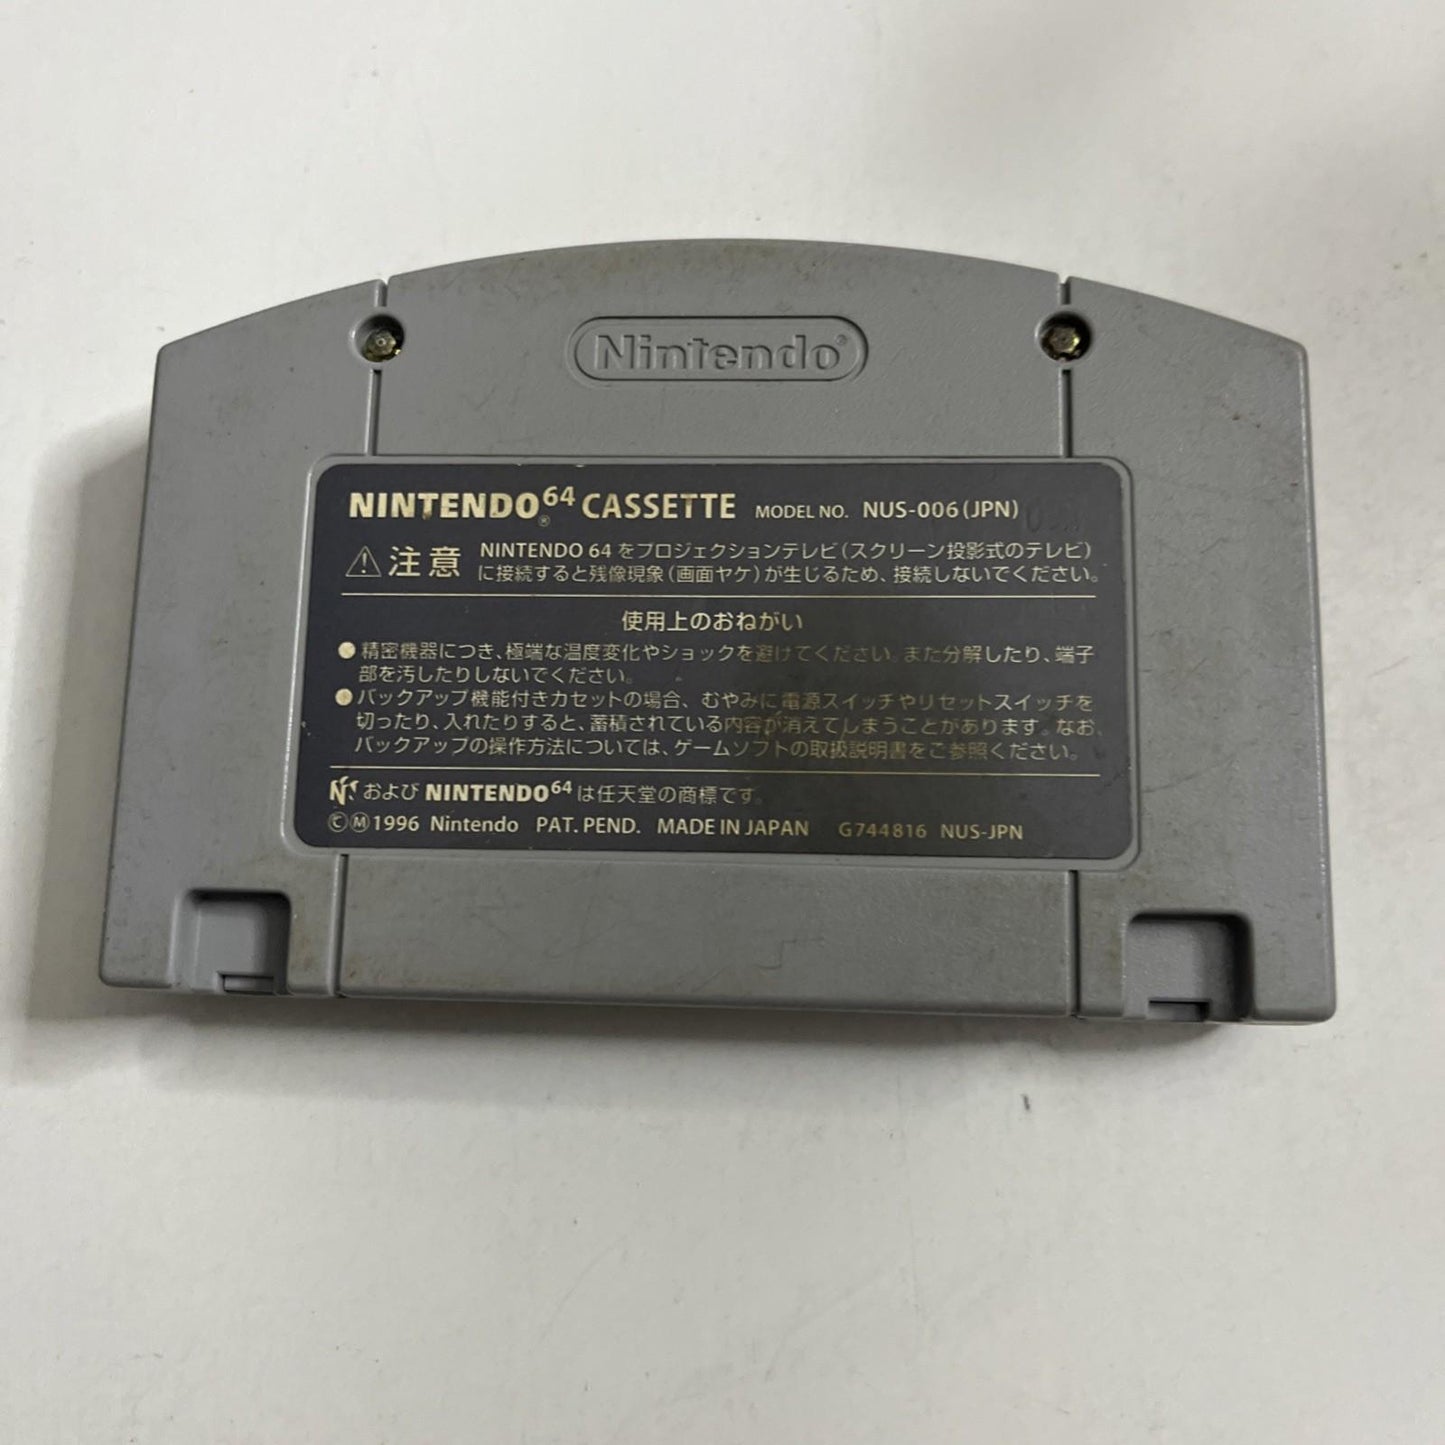 Nintendo®
NINTENDO®64 CASSETTE MODEL NO. NUS-006(JPN)
⚠注意 NINTENDO 64 をプロジェクションテレビ(スクリーン投影式のテレビ)
に接続すると残像現象(画面ヤケ)が生じるため、接続しないでください。
使用上のおねがい
●精密機器につき、極端な温度変化やショックを避けてください。また分解したり、端子
部を汚したりしないでください。
●バックアップ機能付きカセットの場合、むやみに電源スイッチやリセットスイッチを
切ったり、入れたりすると、蓄積されている内容が消えてしまうことがあります。なお、
バックアップの操作方法については、ゲームソフトの取扱説明書をご参照ください。
N およびNINTENDO64は任天堂の商標です。
ⒸⓂ1996 Nintendo PAT. PEND. MADE IN JAPAN G744816 NUS-JPN